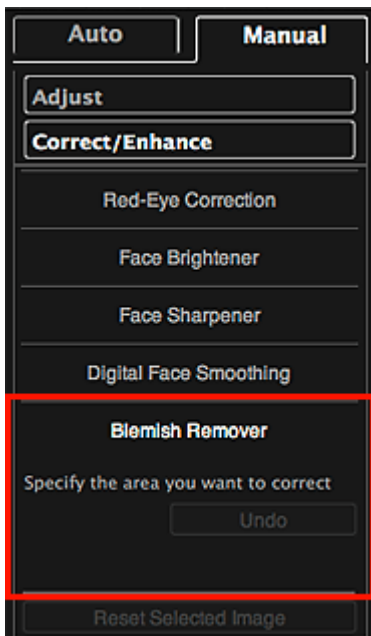 Auto
Manual
Adjust
Correct/Enhance
Red-Eye Correction
Face Brightener
Face Sharpener
Digital Face Smoothing
Blemish Remover
Specify the area you want to correct
Undo
Reset Selected Image